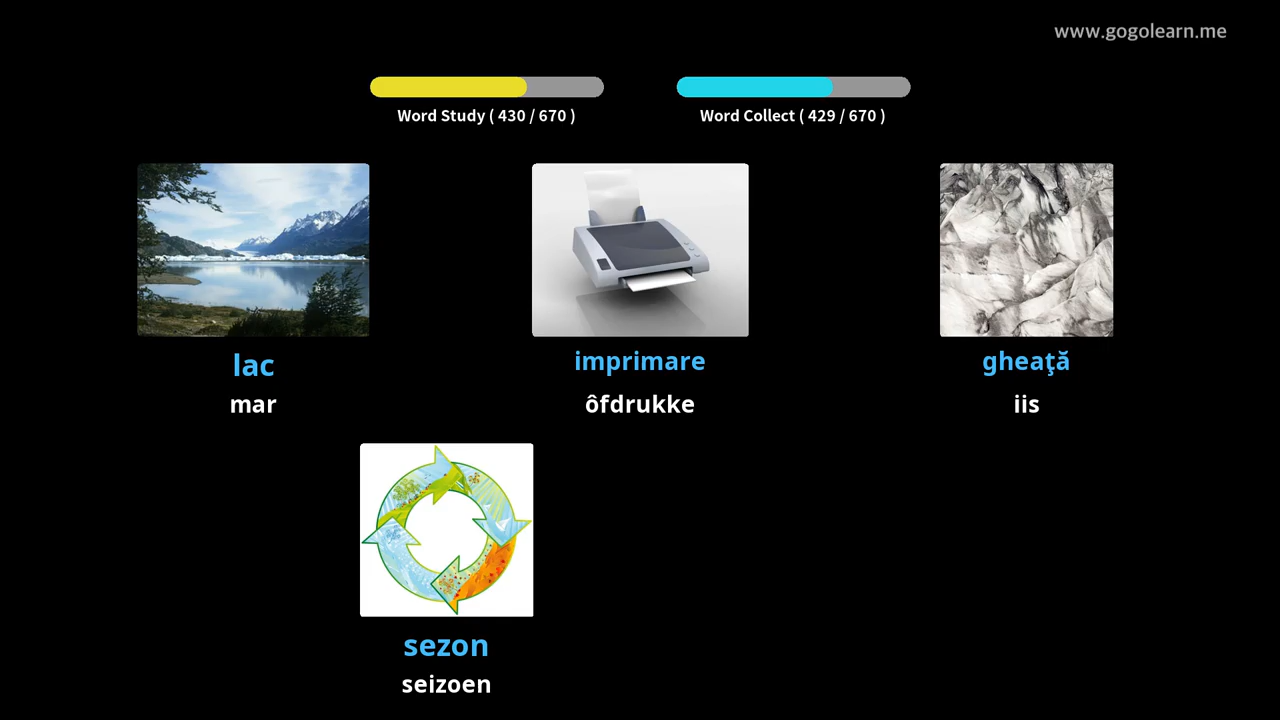 www.gogolearn.me
Word Study ( 430 / 670 )
Word Collect ( 429 / 670 )
lac
mar
imprimare
ôfdrukke
gheaţă
iis
sezon
seizoen